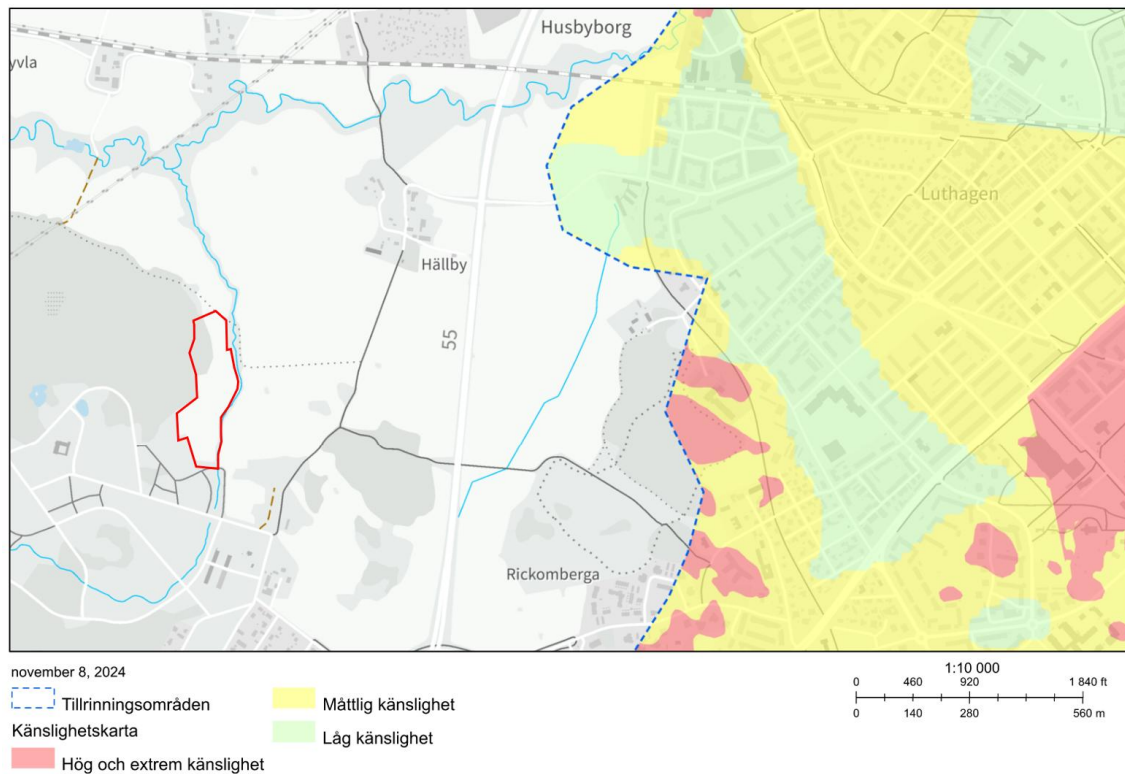 Husbyborg
yvla
Luthagen
Hällby
55
Rickomberga
november 8, 2024
Tillrinningsområden
Känslighetskarta
Hög och extrem känslighet
Måttlig känslighet
Låg känslighet
1:10 000
0 460 920 1 840 ft
0 140 280 560 m